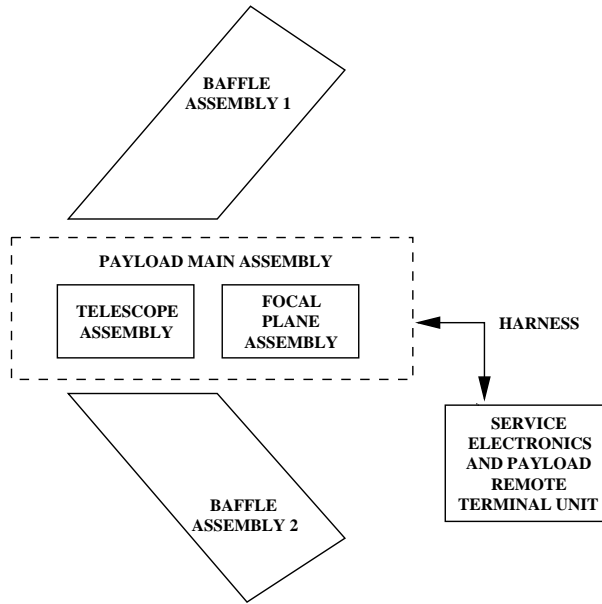 BAFFLE
ASSEMBLY 1
PAYLOAD MAIN ASSEMBLY
TELESCOPE
ASSEMBLY
FOCAL
PLANE
ASSEMBLY
HARNESS
SERVICE
ELECTRONICS
AND PAYLOAD
REMOTE
TERMINAL UNIT
BAFFLE
ASSEMBLY 2